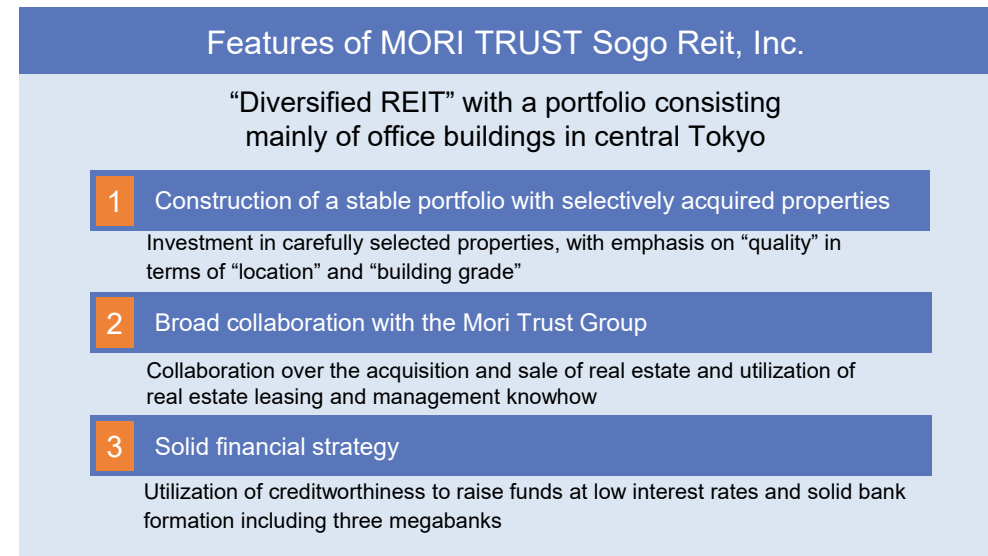 Features of MORI TRUST Sogo Reit, Inc.
“Diversified REIT” with a portfolio consisting
mainly of office buildings in central Tokyo
1 Construction of a stable portfolio with selectively acquired properties
Investment in carefully selected properties, with emphasis on “quality” in
terms of “location” and “building grade”
2 Broad collaboration with the Mori Trust Group
Collaboration over the acquisition and sale of real estate and utilization of
real estate leasing and management knowhow
3 Solid financial strategy
Utilization of creditworthiness to raise funds at low interest rates and solid bank
formation including three megabanks